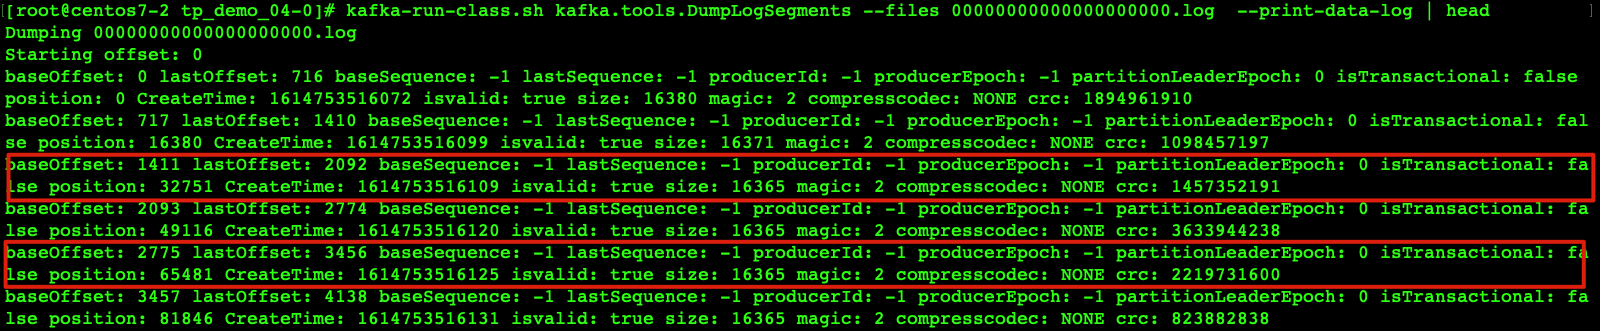 [root@centos7-2 tp_demo_04-0]# kafka-run-class.sh kafka.tools.DumpLogSegments --files 00000000000000000000.log  --print-data-log | head
Dumping 00000000000000000000.log
Starting offset: 0
baseOffset: 0 lastOffset: 716 baseSequence: -1 lastSequence: -1 producerId: -1 producerEpoch: -1 partitionLeaderEpoch: 0 isTransactional: false
position: 0 CreateTime: 1614753516072 isvalid: true size: 16380 magic: 2 compresscodec: NONE crc: 1894961910
baseOffset: 717 lastOffset: 1410 baseSequence: -1 lastSequence: -1 producerId: -1 producerEpoch: -1 partitionLeaderEpoch: 0 isTransactional: fal
se position: 16380 CreateTime: 1614753516099 isvalid: true size: 16371 magic: 2 compresscodec: NONE crc: 1098457197
baseOffset: 1411 lastOffset: 2092 baseSequence: -1 lastSequence: -1 producerId: -1 producerEpoch: -1 partitionLeaderEpoch: 0 isTransactional: fa
lse position: 32751 CreateTime: 1614753516109 isvalid: true size: 16365 magic: 2 compresscodec: NONE crc: 1457352191
baseOffset: 2093 lastOffset: 2774 baseSequence: -1 lastSequence: -1 producerId: -1 producerEpoch: -1 partitionLeaderEpoch: 0 isTransactional: fa
lse position: 49116 CreateTime: 1614753516120 isvalid: true size: 16365 magic: 2 compresscodec: NONE crc: 3633944238
baseOffset: 2775 lastOffset: 3456 baseSequence: -1 lastSequence: -1 producerId: -1 producerEpoch: -1 partitionLeaderEpoch: 0 isTransactional: fa
lse position: 65481 CreateTime: 1614753516125 isvalid: true size: 16365 magic: 2 compresscodec: NONE crc: 2219731600
baseOffset: 3457 lastOffset: 4138 baseSequence: -1 lastSequence: -1 producerId: -1 producerEpoch: -1 partitionLeaderEpoch: 0 isTransactional: fa
lse position: 81846 CreateTime: 1614753516131 isvalid: true size: 16365 magic: 2 compresscodec: NONE crc: 823882838